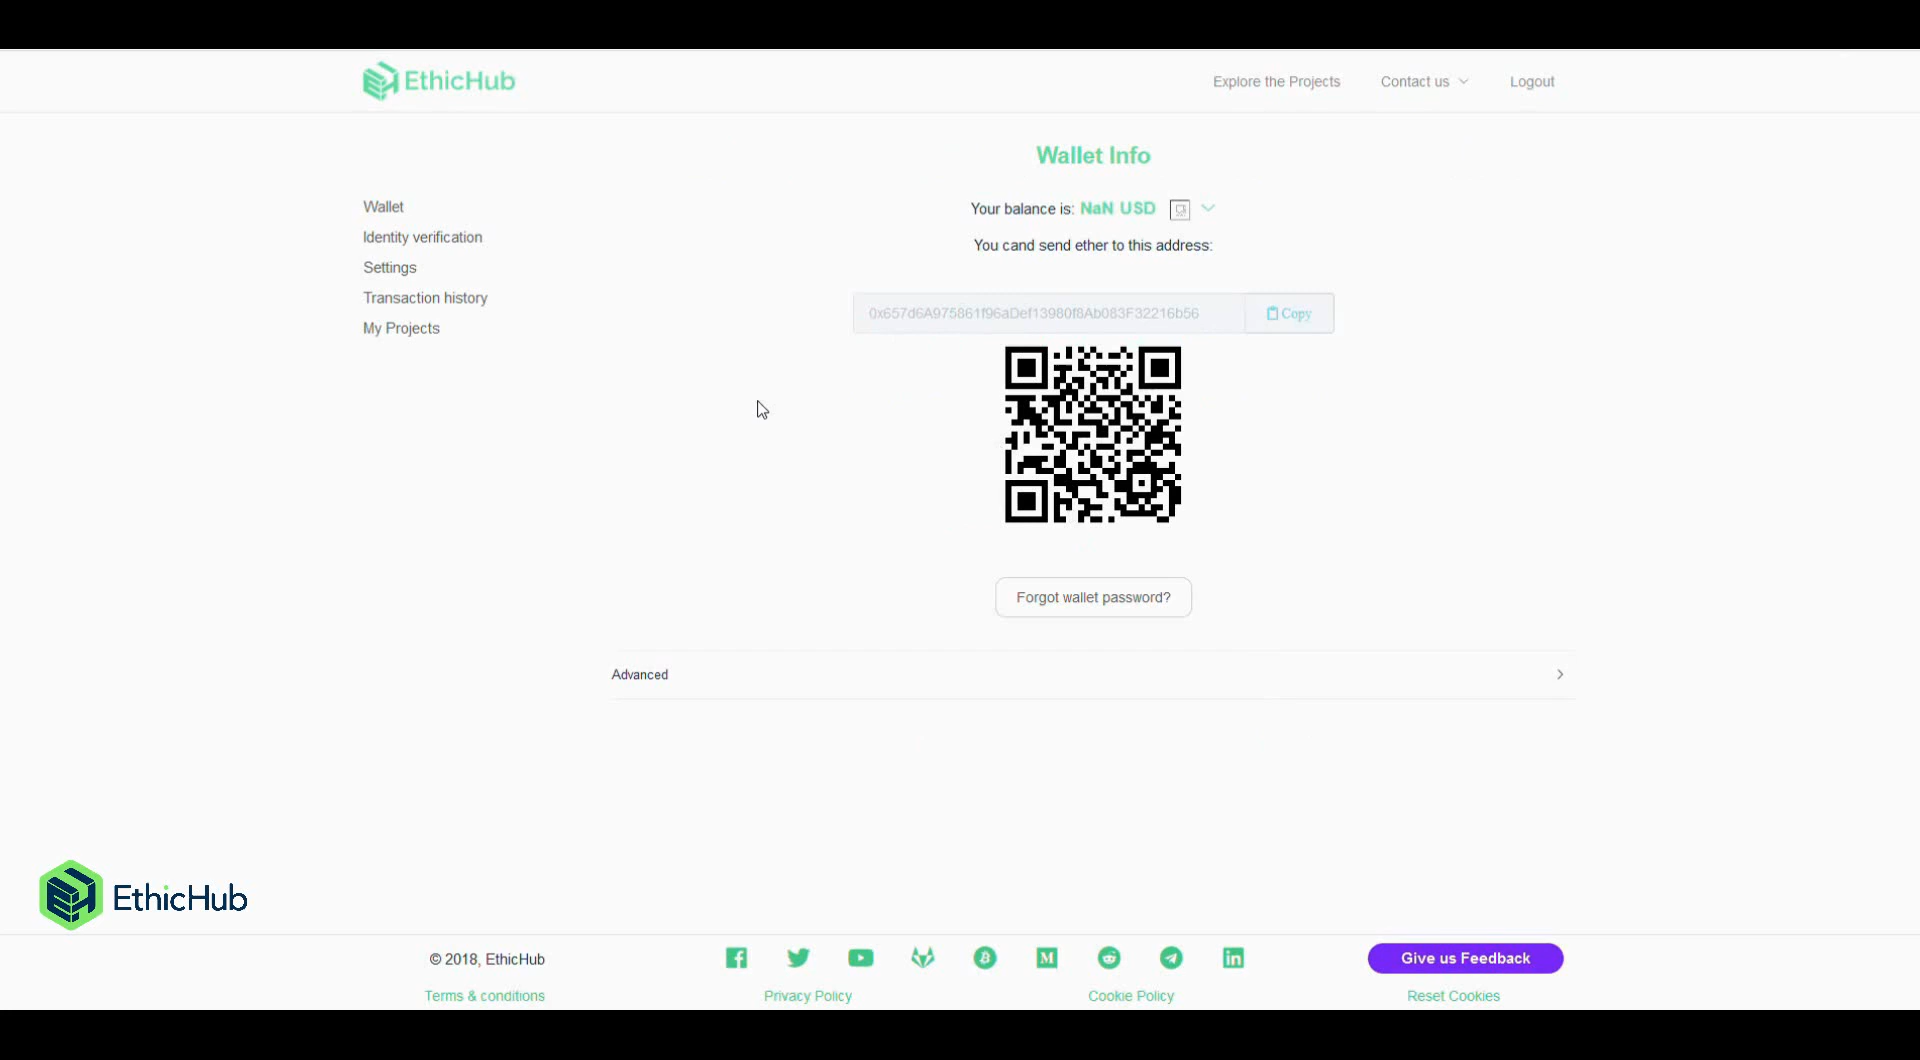 EthicHub
Explore the Projects
Contact us
Logout
Wallet Info
Wallet
Identity verification
Settings
Transaction history
My Projects
Your balance is: NaN USD
You cand send ether to this address:
0x657d6A975861f96aDef13980f8Ab083F32216b56
Copy
Forgot wallet password?
Advanced
EthicHub
© 2018, EthicHub
Give us Feedback
Terms & conditions
Privacy Policy
Cookie Policy
Reset Cookies